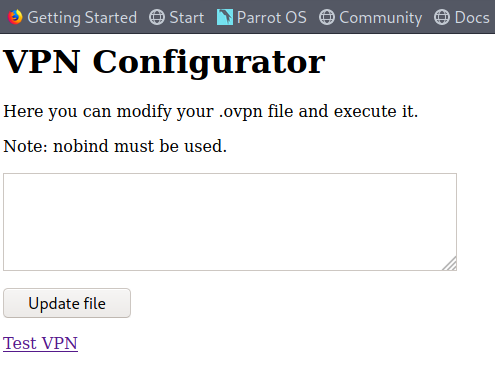 Getting Started Start Parrot OS Community Docs
VPN Configurator
Here you can modify your .ovpn file and execute it.
Note: nobind must be used.
Update file
Test VPN